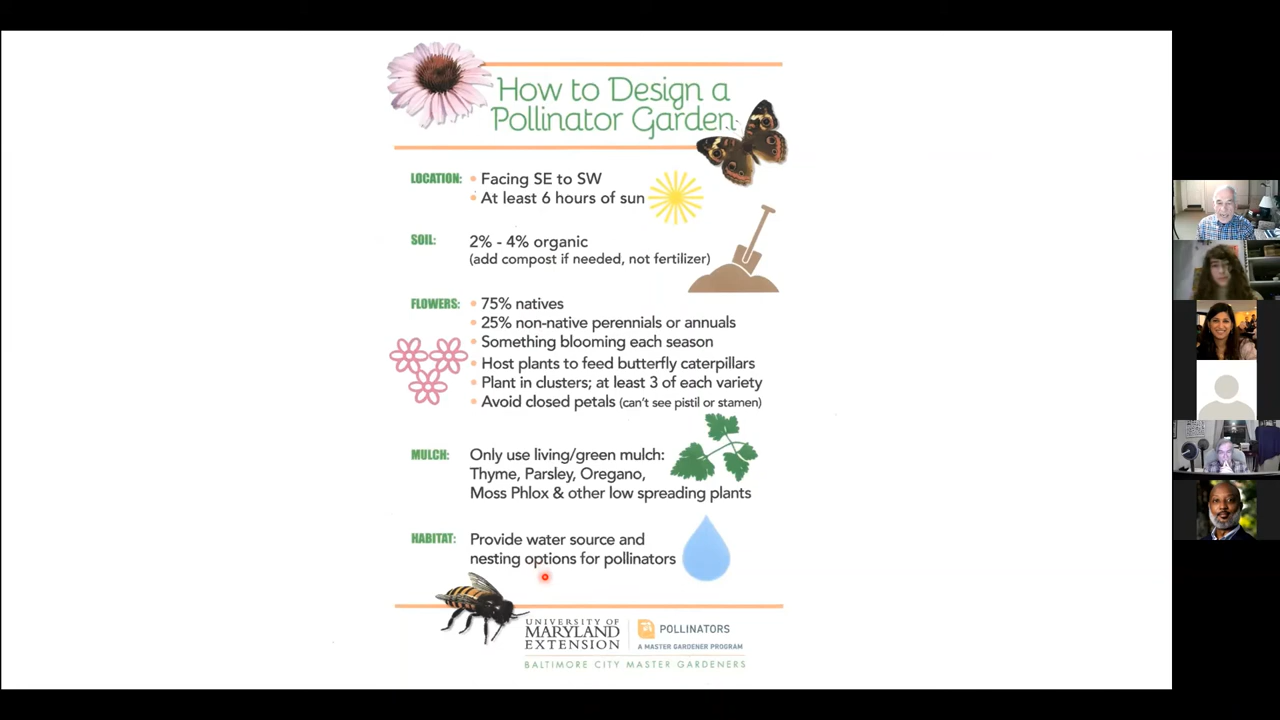 How to Design a
Pollinator Garden
LOCATION: • Facing SE to SW
• At least 6 hours of sun
SOIL: 2% - 4% organic
(add compost if needed, not fertilizer)
FLOWERS: • 75% natives
• 25% non-native perennials or annuals
• Something blooming each season
• Host plants to feed butterfly caterpillars
• Plant in clusters; at least 3 of each variety
• Avoid closed petals (can't see pistil or stamen)
MULCH: Only use living/green mulch:
Thyme, Parsley, Oregano,
Moss Phlox & other low spreading plants
HABITAT: Provide water source and
nesting options for pollinators
UNIVERSITY OF
MARYLAND
EXTENSION
POLLINATORS
A MASTER GARDENER PROGRAM
BALTIMORE CITY MASTER GARDENERS